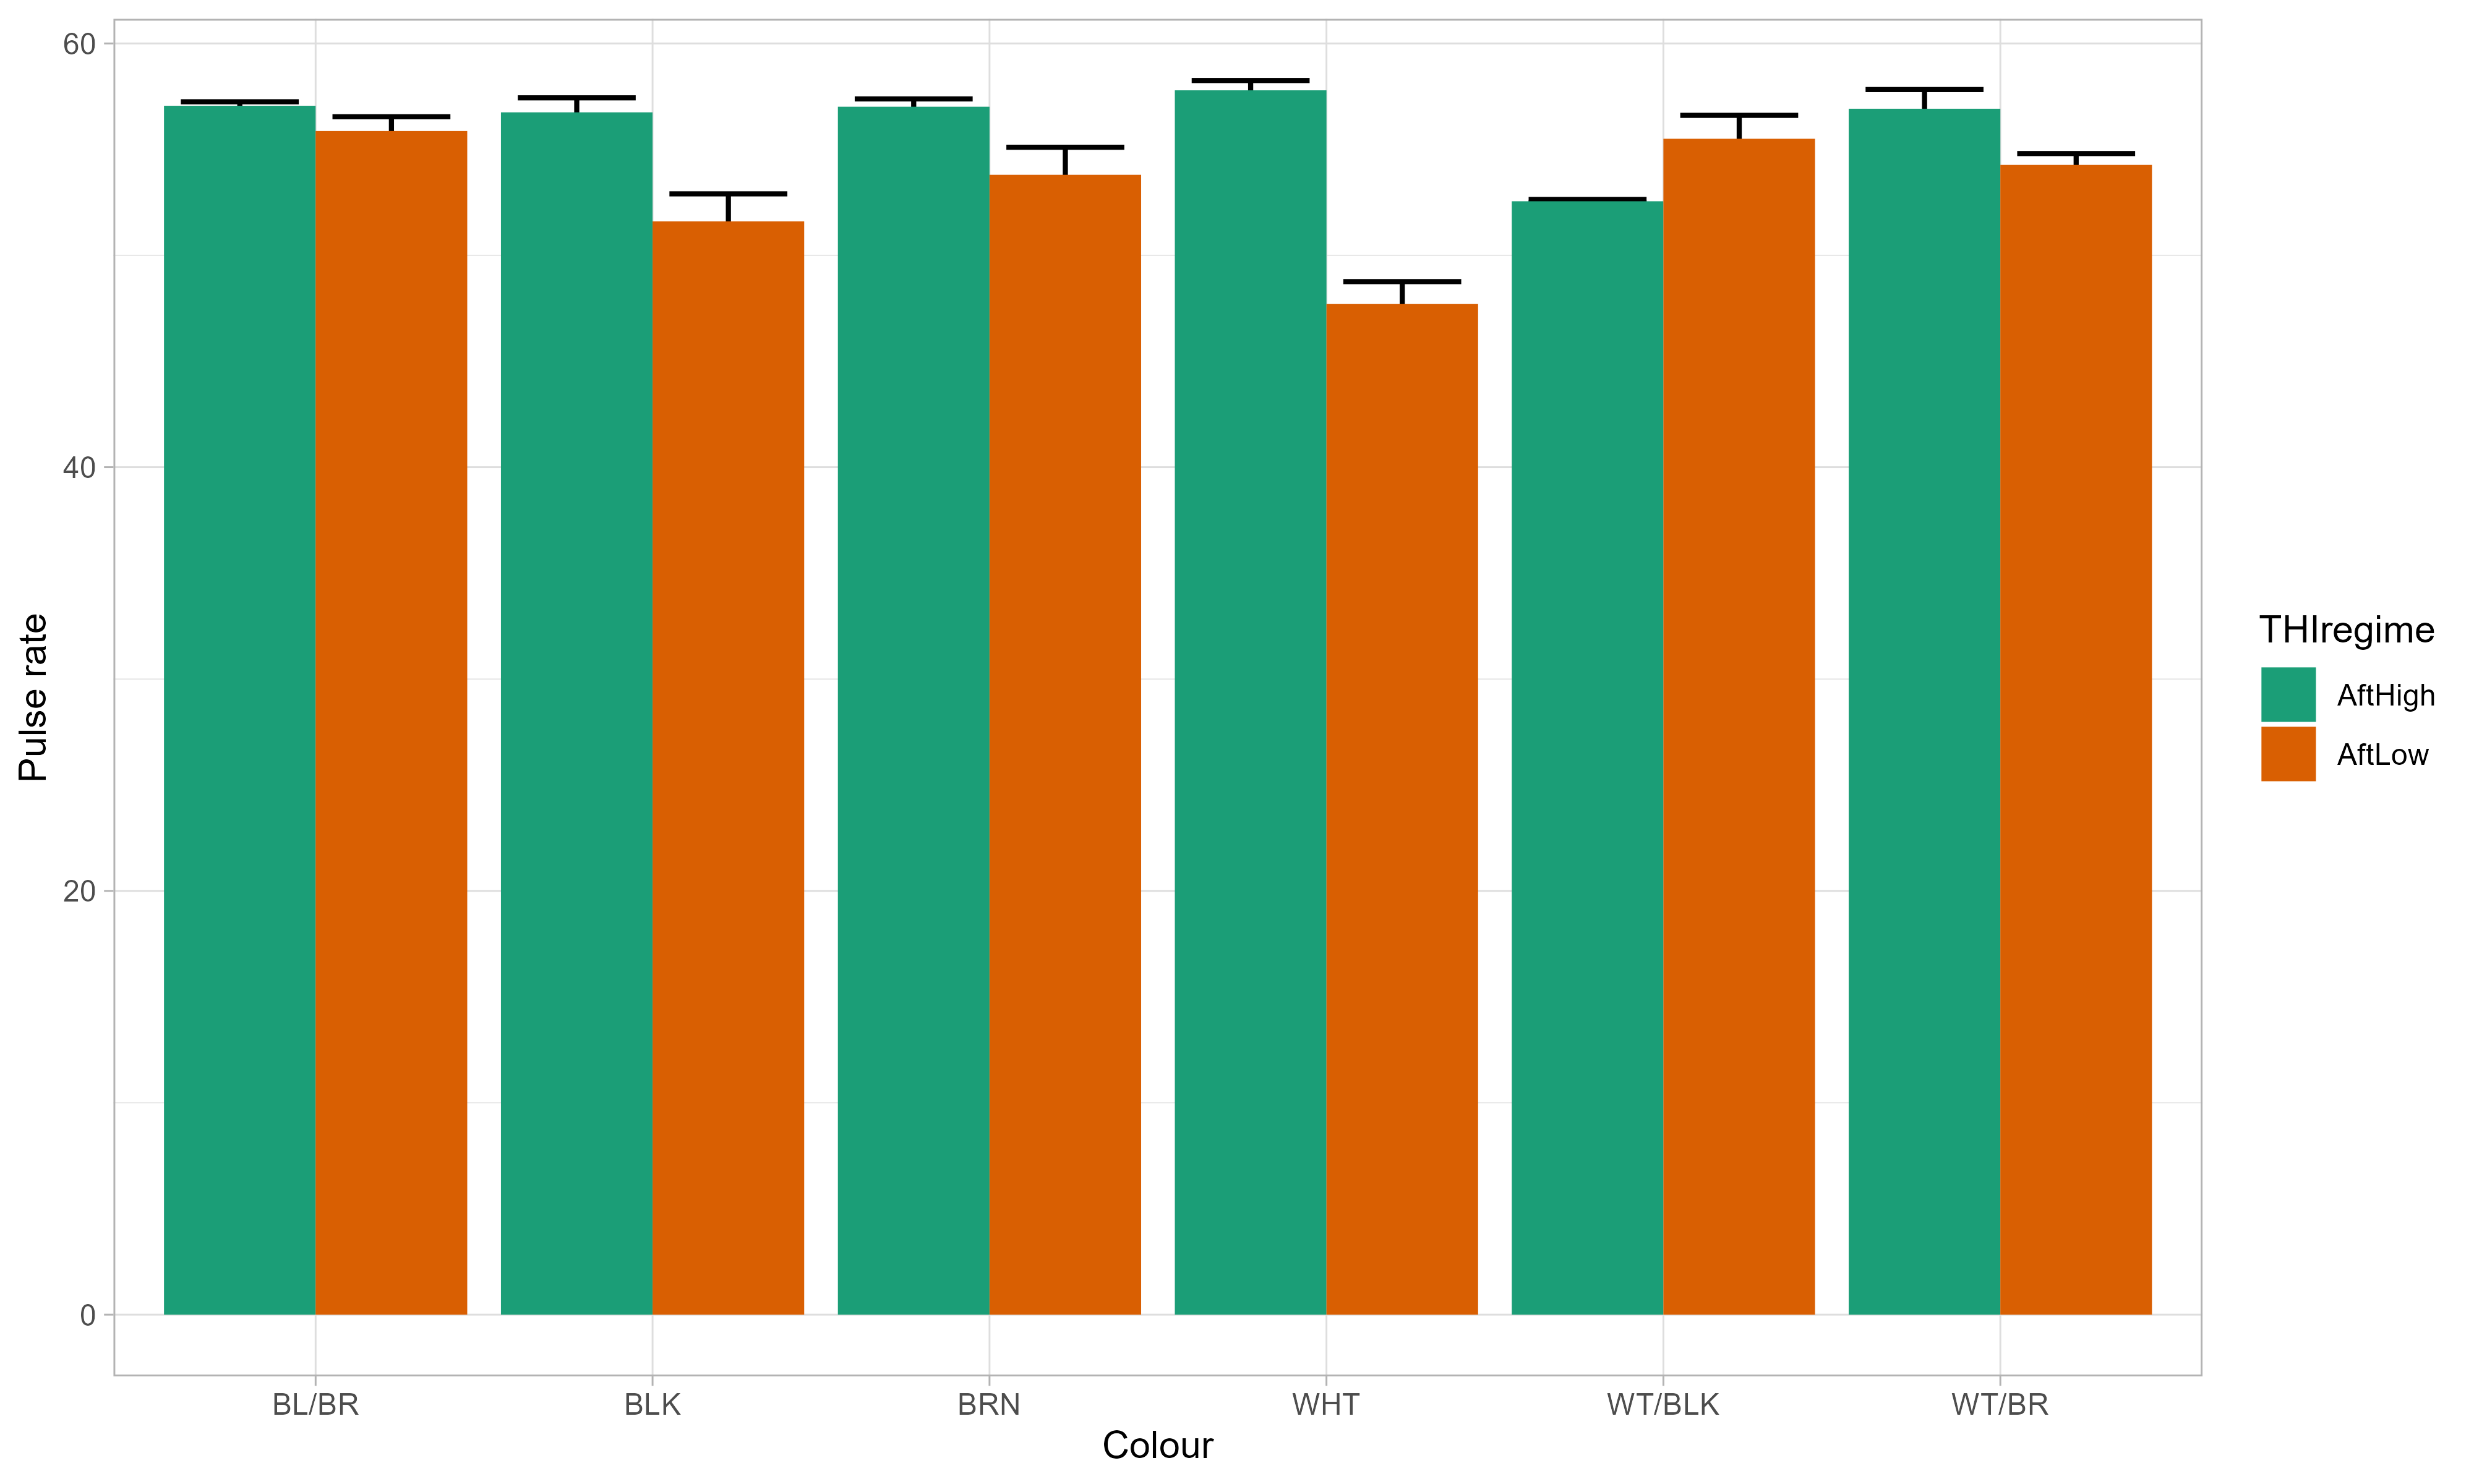 60
40
20
0
Pulse rate
BL/BR BLK BRN WHT WT/BLK WT/BR
Colour
THIregime
AftHigh
AftLow